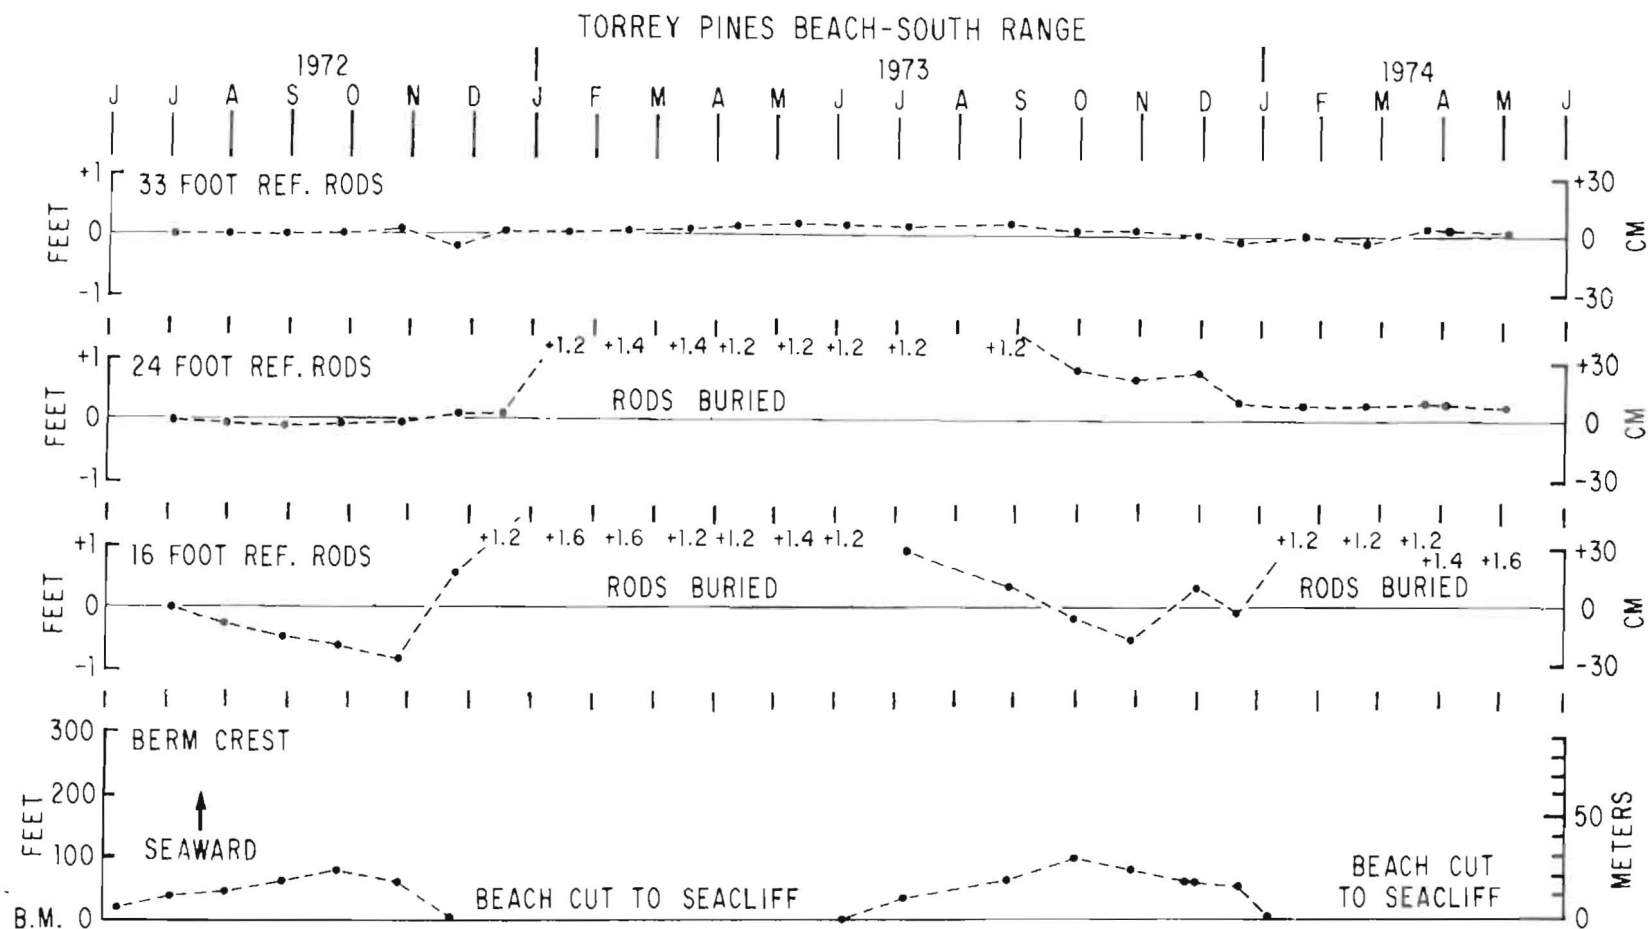 TORREY PINES BEACH-SOUTH RANGE
1972 1973 1974
J J A S O N D J F M A M J J A S O N D J F M A M J
+1 33 FOOT REF. RODS +30
FEET 0 0 CM
-1 -30
+1 24 FOOT REF. RODS +1.2 +1.4 +1.4 +1.2 +1.2 +1.2 +1.2 +1.2 +30
RODS BURIED
FEET 0 0 CM
-1 -30
+1 16 FOOT REF. RODS +1.2 +1.6 +1.6 +1.2 +1.2 +1.4 +1.2 +1.2 +1.2 +1.2 +30
+1.4 +1.6
RODS BURIED RODS BURIED
FEET 0 0 CM
-1 -30
300 BERM CREST
200
50
FEET METERS
100 SEAWARD
BEACH CUT TO SEACLIFF BEACH CUT
TO SEACLIFF
B.M. 0 0